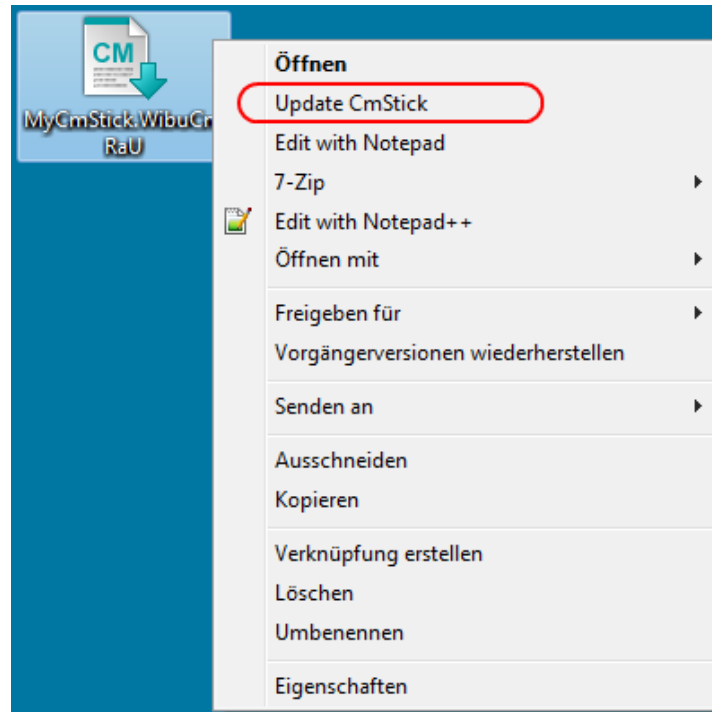 CM
MyCmStick.WibuCm
RaU
Öffnen
Update CmStick
Edit with Notepad
7-Zip
Edit with Notepad++
Öffnen mit
Freigeben für
Vorgängerversionen wiederherstellen
Senden an
Ausschneiden
Kopieren
Verknüpfung erstellen
Löschen
Umbenennen
Eigenschaften